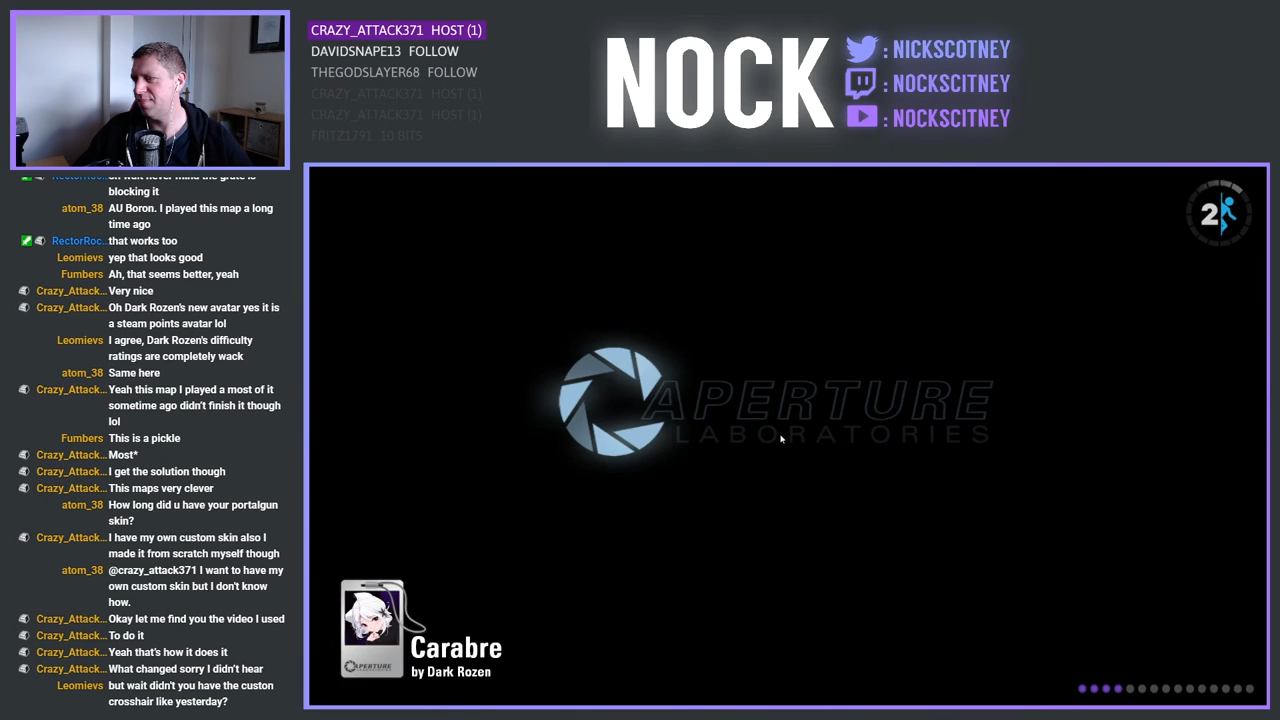 CRAZY_ATTACK371 HOST (1)
DAVIDSNAPE13 FOLLOW
THEGODSLAYER68 FOLLOW
CRAZY_ATTACK371 HOST (1)
CRAZY_ATTACK371 HOST (1)
FRITZ1791 10 BITS
NOCK
: NICKSCOTNEY
: NOCKSCITNEY
: NOCKSCITNEY
blocking it
atom_38 AU Boron. I played this map a long
time ago
RectorRoc.. that works too
Leomievs yep that looks good
Fumbers Ah, that seems better, yeah
Crazy_Attack... Very nice
Crazy_Attack... Oh Dark Rozen's new avatar yes it is
a steam points avatar lol
Leomievs I agree, Dark Rozen's difficulty
ratings are completely wack
atom_38 Same here
Crazy_Attack... Yeah this map I played a most of it
sometime ago didn't finish it though
lol
Fumbers This is a pickle
Crazy_Attack... Most*
Crazy_Attack... I get the solution though
Crazy_Attack... This maps very clever
atom_38 How long did u have your portalgun
skin?
Crazy_Attack... I have my own custom skin also I
made it from scratch myself though
atom_38 @crazy_attack371 I want to have my
own custom skin but I don't know
how.
Crazy_Attack... Okay let me find you the video I used
Crazy_Attack... To do it
Crazy_Attack... Yeah that's how it does it
Crazy_Attack... What changed sorry I didn't hear
Leomievs but wait didn't you have the custon
crosshair like yesterday?
2
APERTURE
LABORATORIES
APERTURE
Carabre
by Dark Rozen